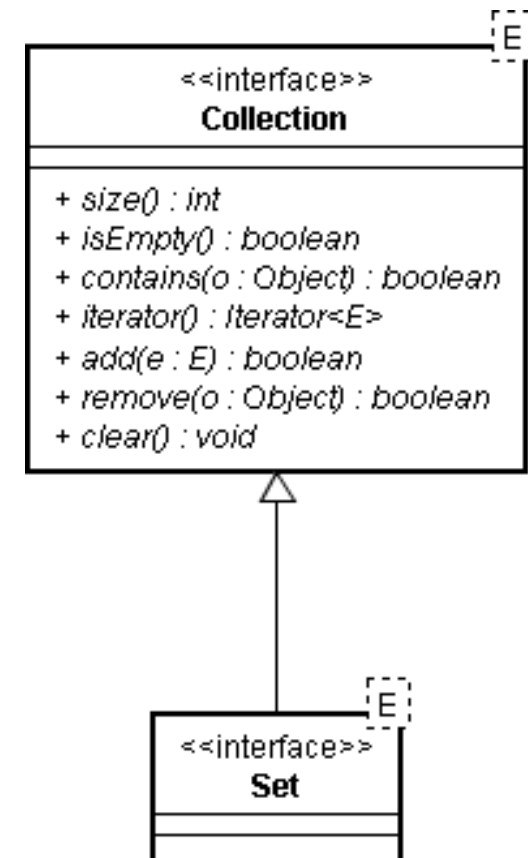 E
<<interface>>
Collection
+ size() : int
+ isEmpty() : boolean
+ contains(o : Object) : boolean
+ iterator() : Iterator<E>
+ add(e : E) : boolean
+ remove(o : Object) : boolean
+ clear() : void
E
<<interface>>
Set